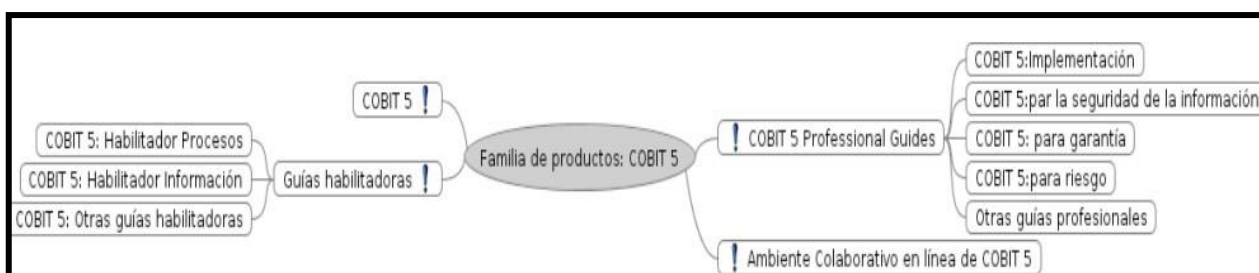 COBIT 5
COBIT 5: Habilitador Procesos
COBIT 5: Habilitador Información
COBIT 5: Otras guías habilitadoras
Guías habilitadoras
Familia de productos: COBIT 5
COBIT 5 Professional Guides
COBIT 5:Implementación
COBIT 5:par la seguridad de la información
COBIT 5: para garantía
COBIT 5:para riesgo
Otras guías profesionales
Ambiente Colaborativo en línea de COBIT 5